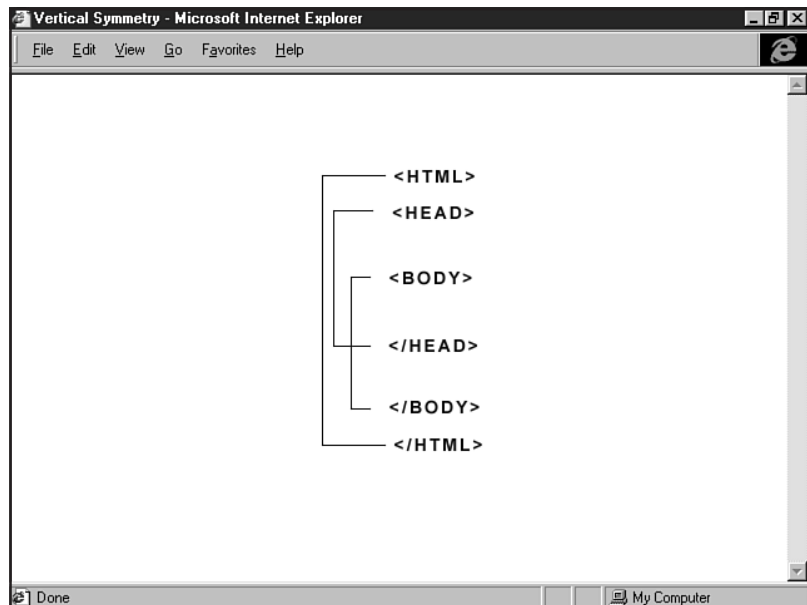 Vertical Symmetry - Microsoft Internet Explorer
File Edit View Go Favorites Help
<HTML>
<HEAD>
<BODY>
</HEAD>
</BODY>
</HTML>
Done My Computer